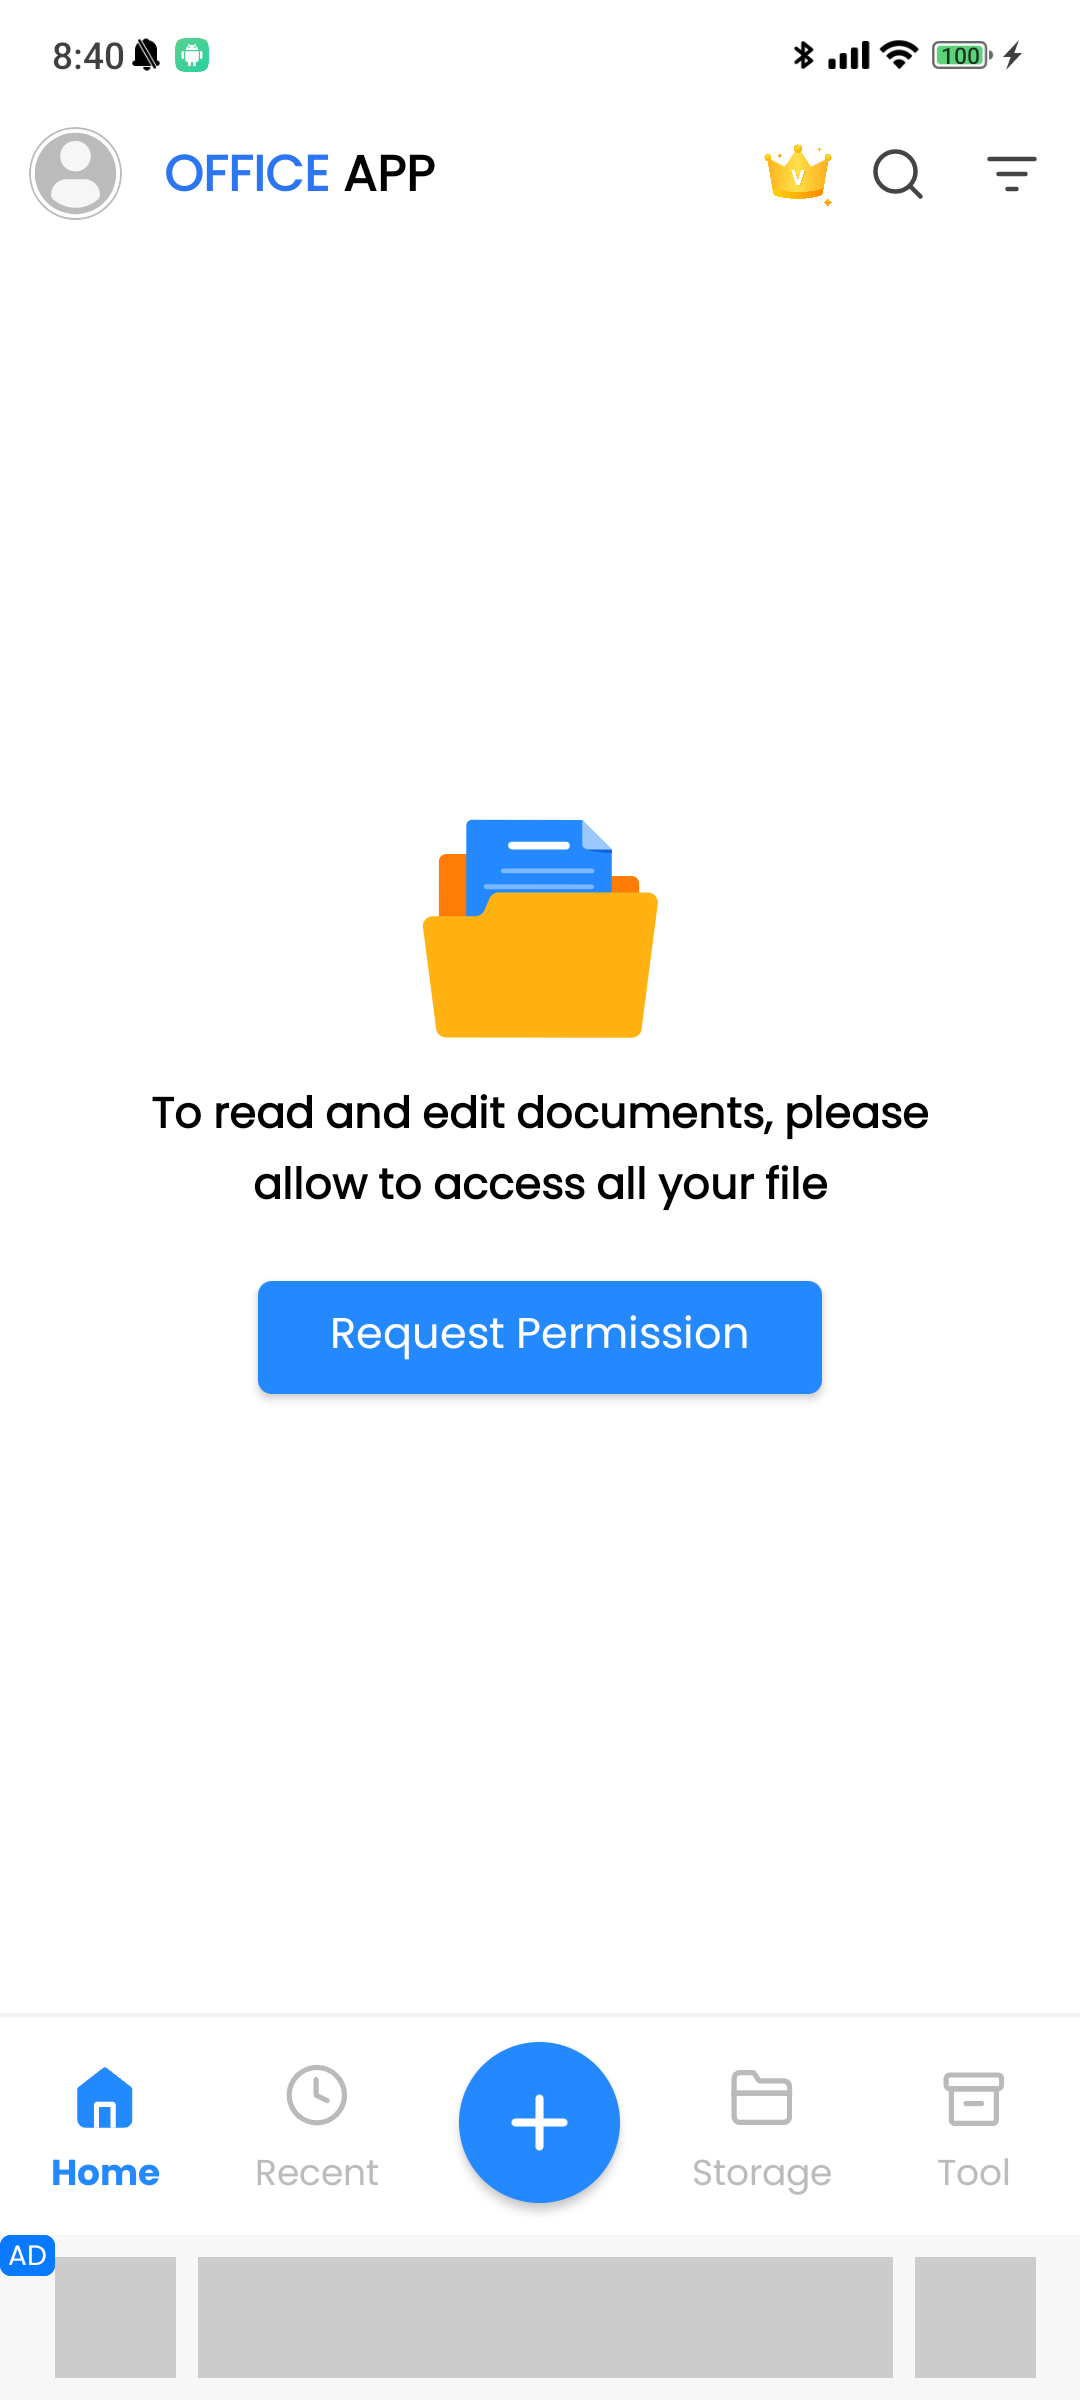 8:40
100
OFFICE APP
V
To read and edit documents, please
allow to access all your file
Request Permission
Home
Recent
Storage
Tool
AD